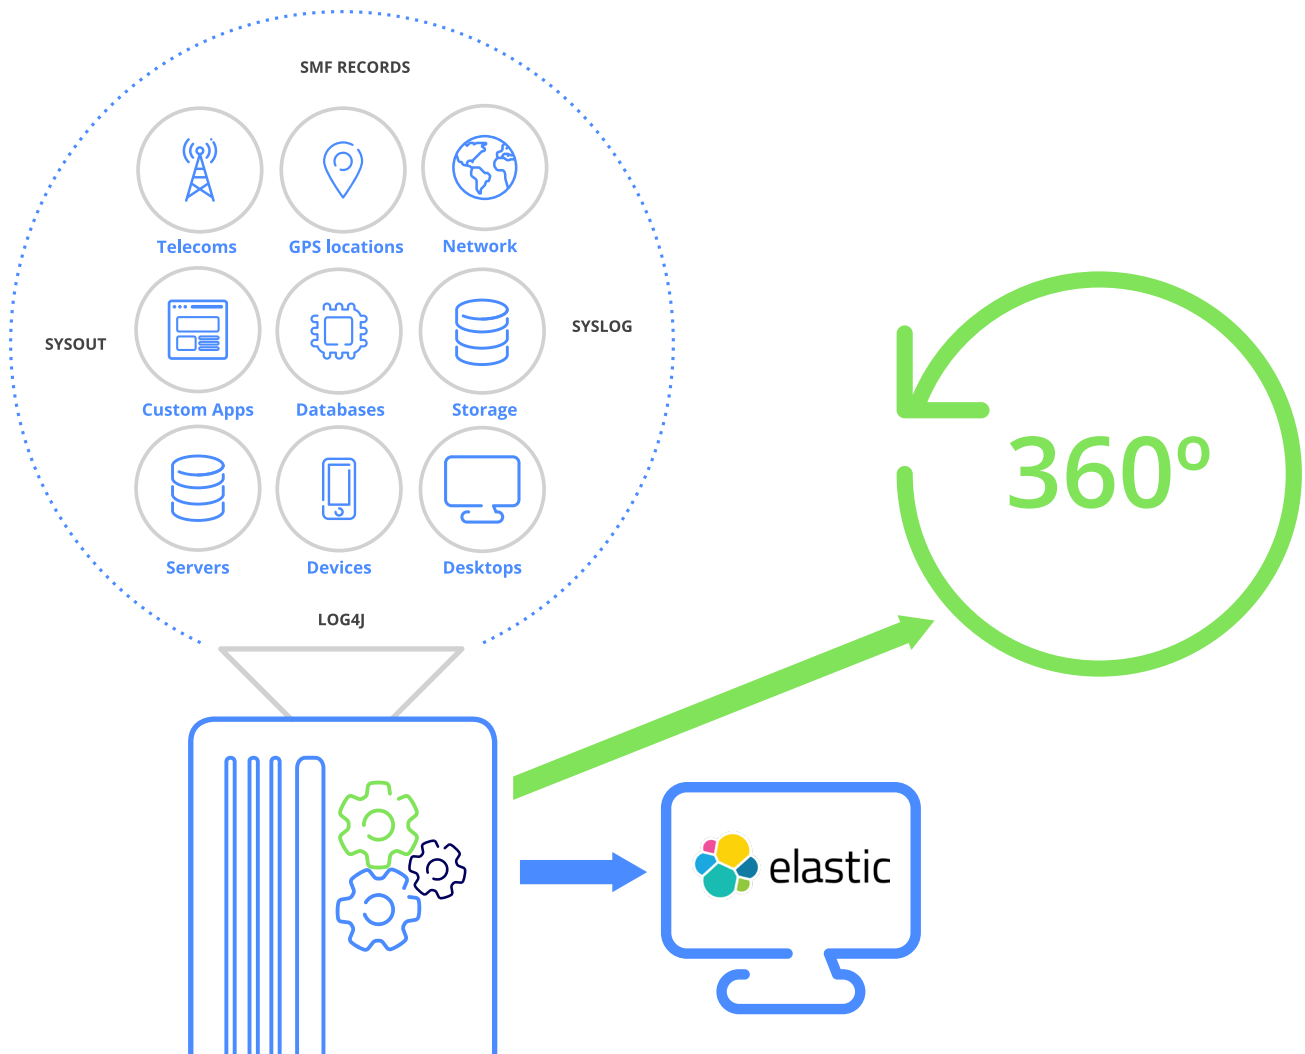 SMF RECORDS
Telecoms
GPS locations
Network
SYSOUT
SYSLOG
Custom Apps
Databases
Storage
Servers
Devices
Desktops
LOG4J
360º
elastic